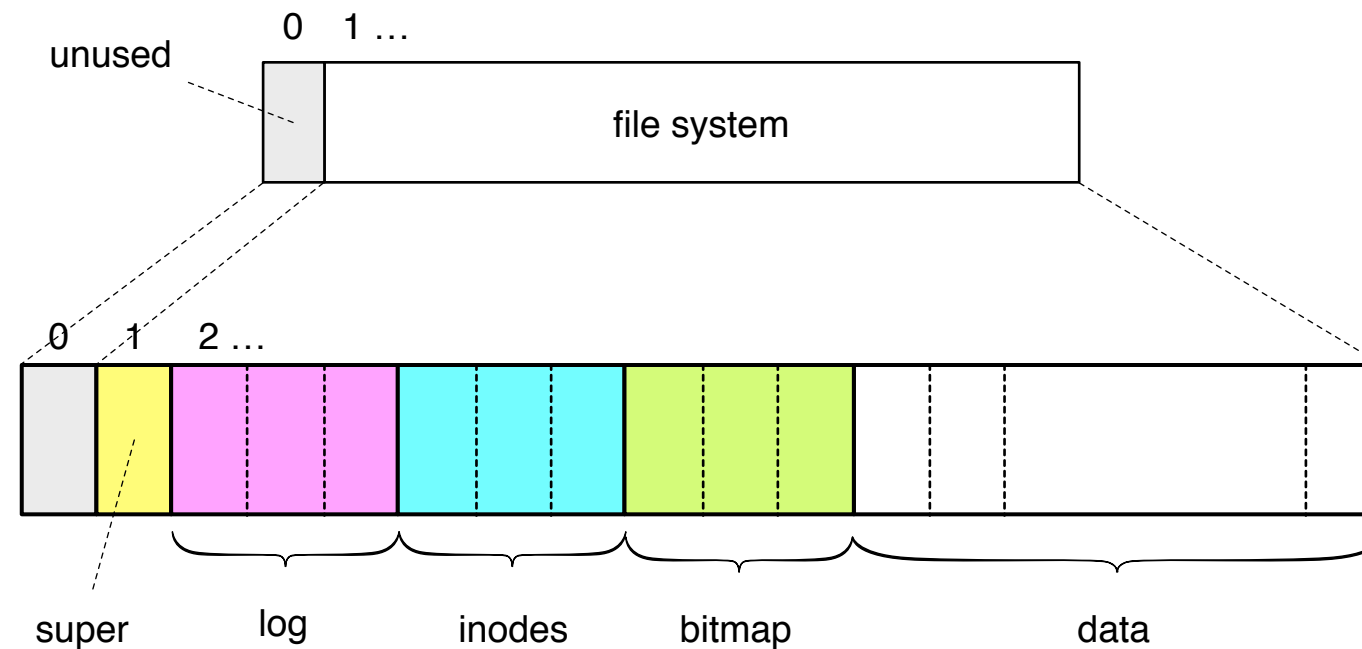 0 1 …
unused
file system
0 1 2 …
super log inodes bitmap data